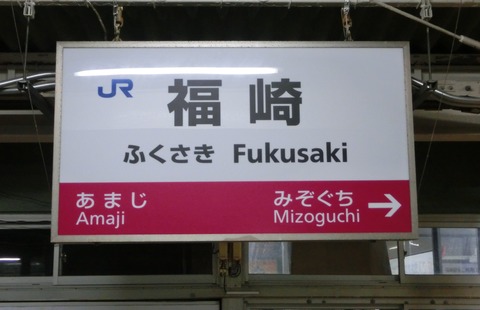 JR
福崎
ふくさき Fukusaki
あまじ みぞぐち →
Amaji Mizoguchi